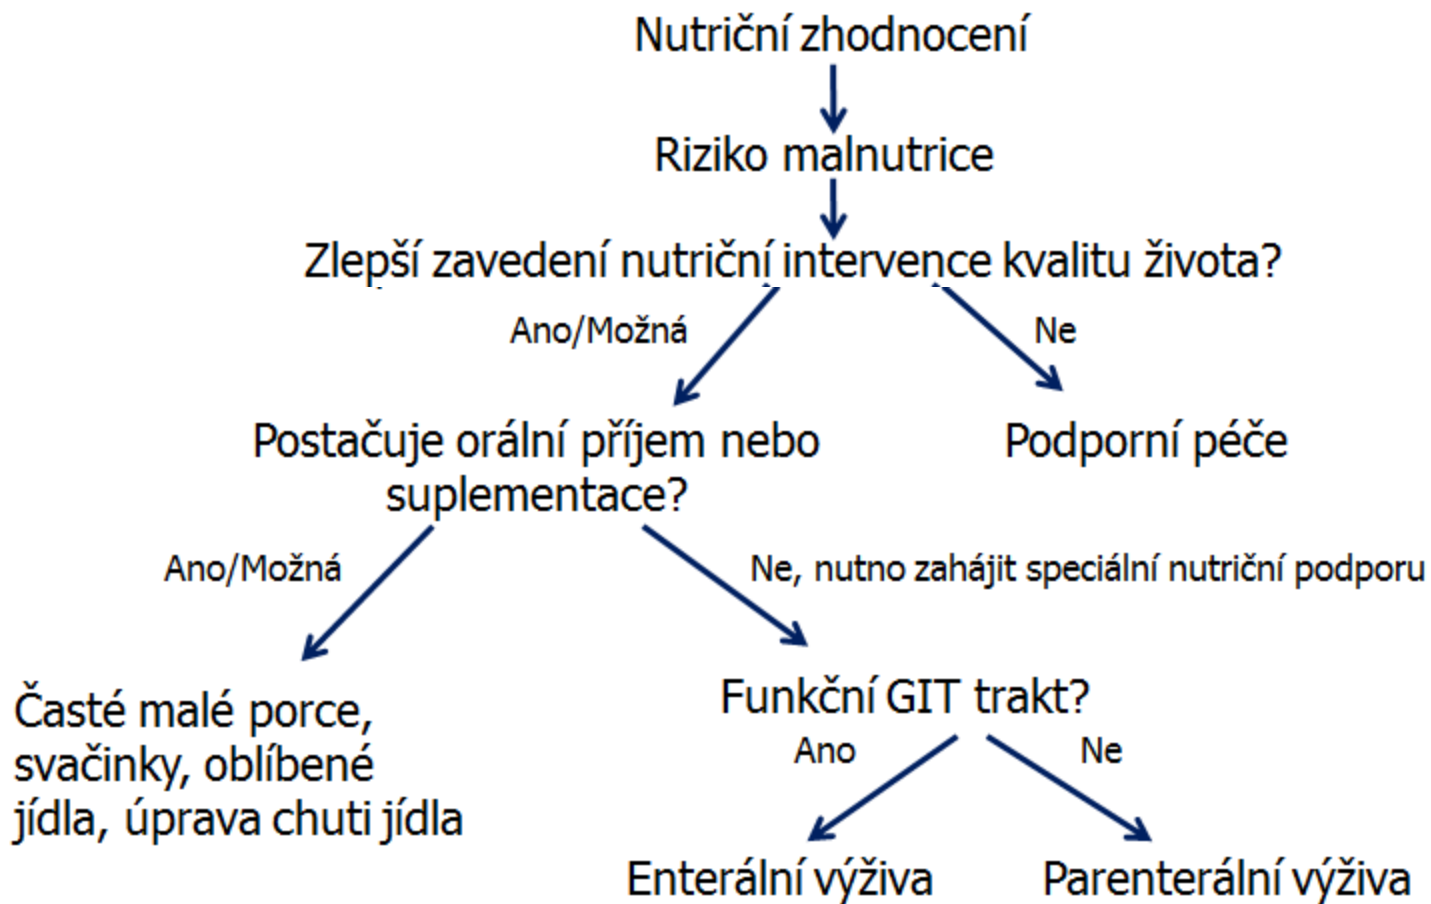 Nutriční zhodnocení
Riziko malnutrice
Zlepší zavedení nutriční intervence kvalitu života?
Ano/Možná
Ne
Postačuje orální příjem nebo
suplementace?
Podporní péče
Ano/Možná
Ne, nutno zahájit speciální nutriční podporu
Časté malé porce,
svačinky, oblíbené
jídla, úprava chuti jídla
Funkční GIT trakt?
Ano
Ne
Enterální výživa
Parenterální výživa